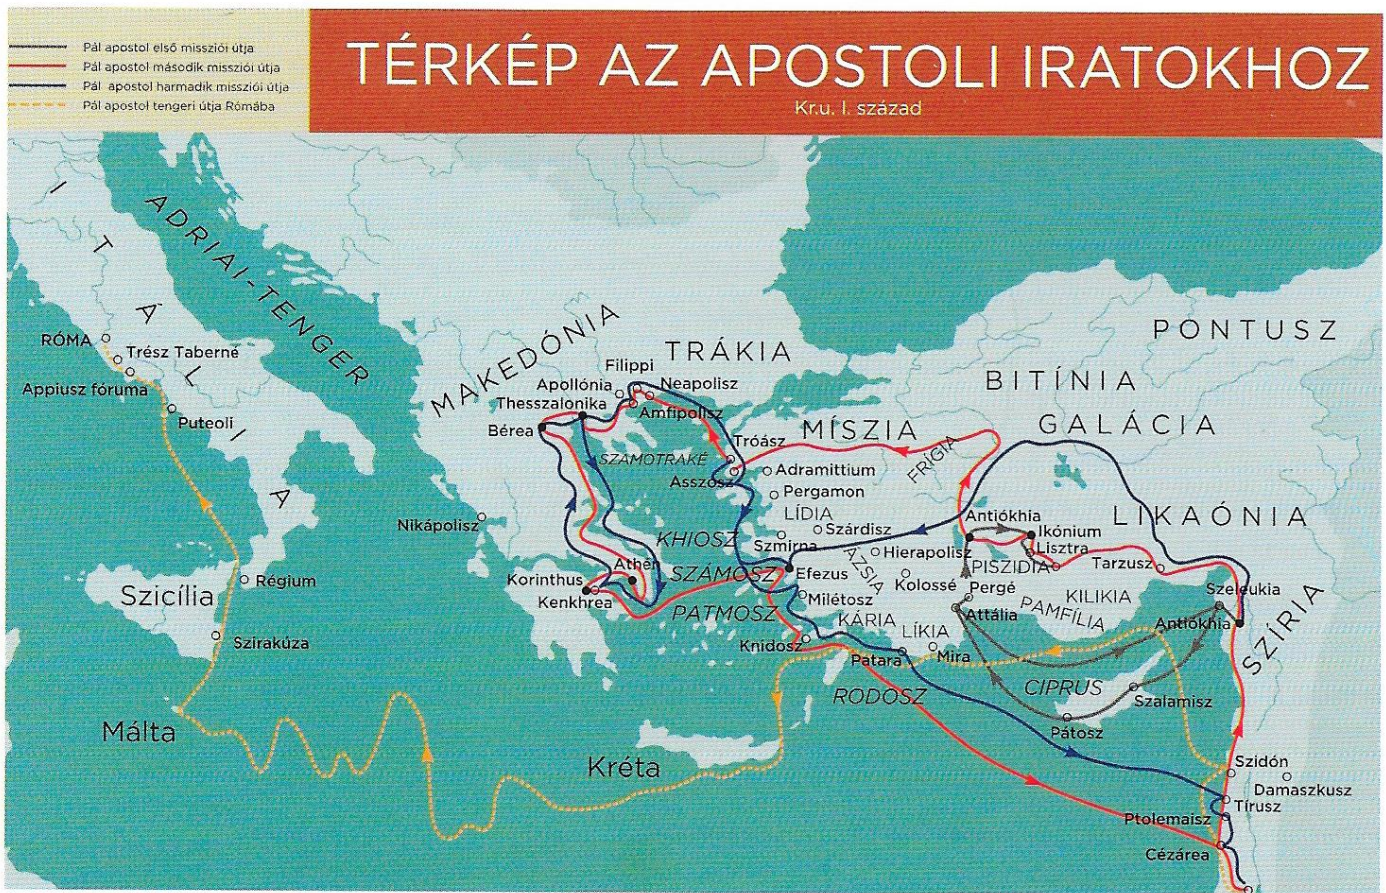 Pál apostol első missziói útja
Pál apostol második missziói útja
Pál apostol harmadik missziói útja
Pál apostol tengeri útja Rómába
TÉRKÉP AZ APOSTOLI IRATOKHOZ
Kr.u. I. század
ITÁLIA
ADRIAI-TENGER
PONTUSZ
MAKEDÓNIA
TRÁKIA
BITÍNIA
GALÁCIA
RÓMA
Trész Taberné
Appiusz fóruma
Puteoli
Filippi
Apollónia
Neapolisz
Thesszalonika
Amfipolisz
Bérea
MÍSZIA
FRÍGIA
Tróász
SZAMOTRAKÉ
Asszósz
Adramittium
Pergamon
LÍDIA
Nikápolisz
Szárdisz
Antiókhia
Ikónium
LIKAÓNIA
KHIOSZ
Szmirna
ÁZSIA
Hierapolisz
Lisztra
PISZIDIA
Tarzusz
Athén
SZÁMOSZ
Efezus
Kolossé
Korinthus
Kenkhrea
PATMOSZ
Milétosz
Pergé
Attália
KILIKIA
PAMFÍLIA
Szeleukia
Antiókhia
SZÍRIA
Régium
Szicília
Szirakúza
KÁRIA
LÍKIA
Knidosz
Patara
Mira
RODOSZ
CIPRUS
Szalamisz
Pátosz
Málta
Kréta
Szidón
Damaszkusz
Tírusz
Ptolemaisz
Cézárea